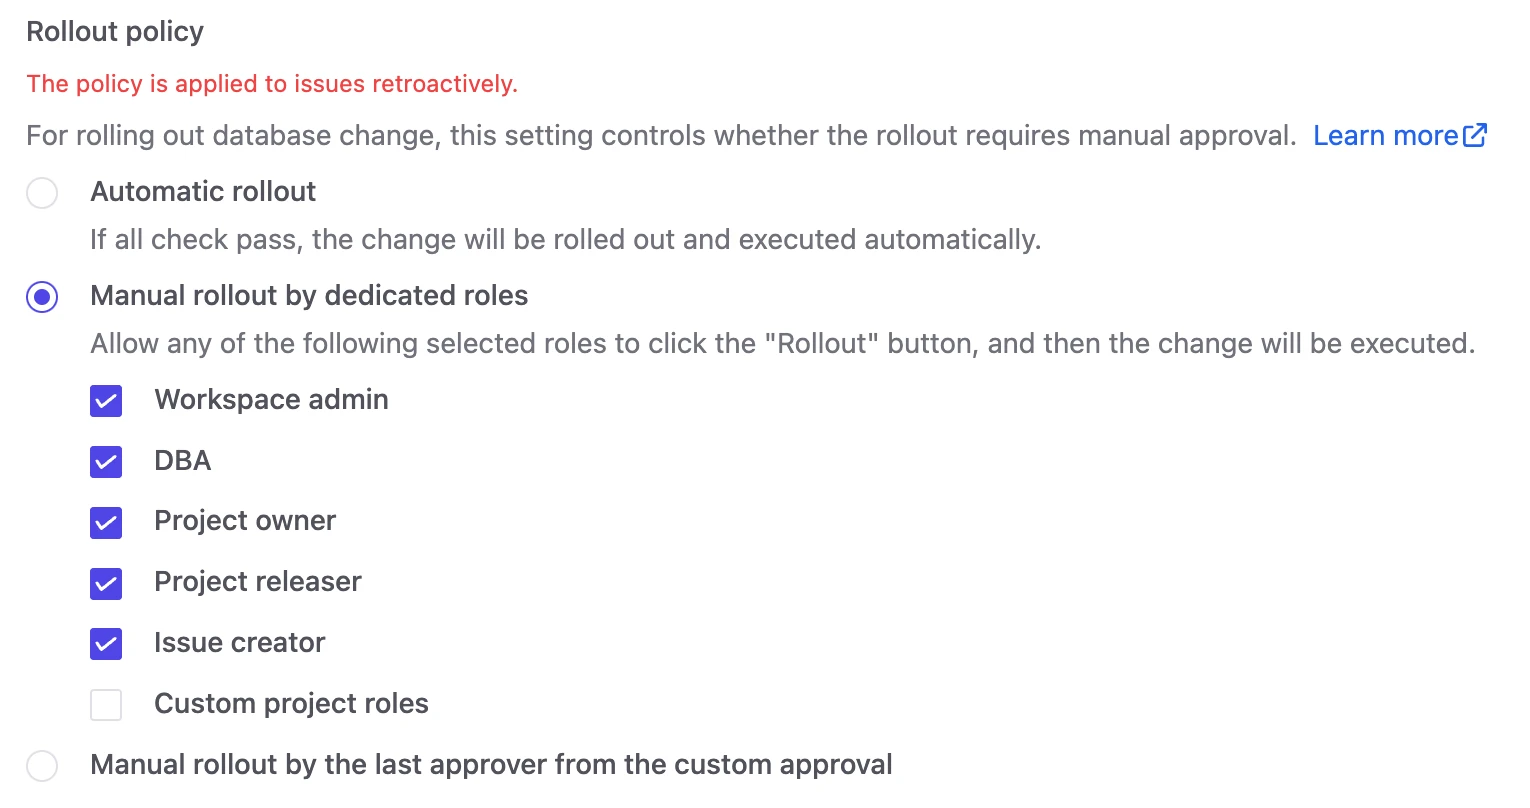 Rollout policy
The policy is applied to issues retroactively.
For rolling out database change, this setting controls whether the rollout requires manual approval. Learn more
Automatic rollout
If all check pass, the change will be rolled out and executed automatically.
Manual rollout by dedicated roles
Allow any of the following selected roles to click the "Rollout" button, and then the change will be executed.
Workspace admin
DBA
Project owner
Project releaser
Issue creator
Custom project roles
Manual rollout by the last approver from the custom approval